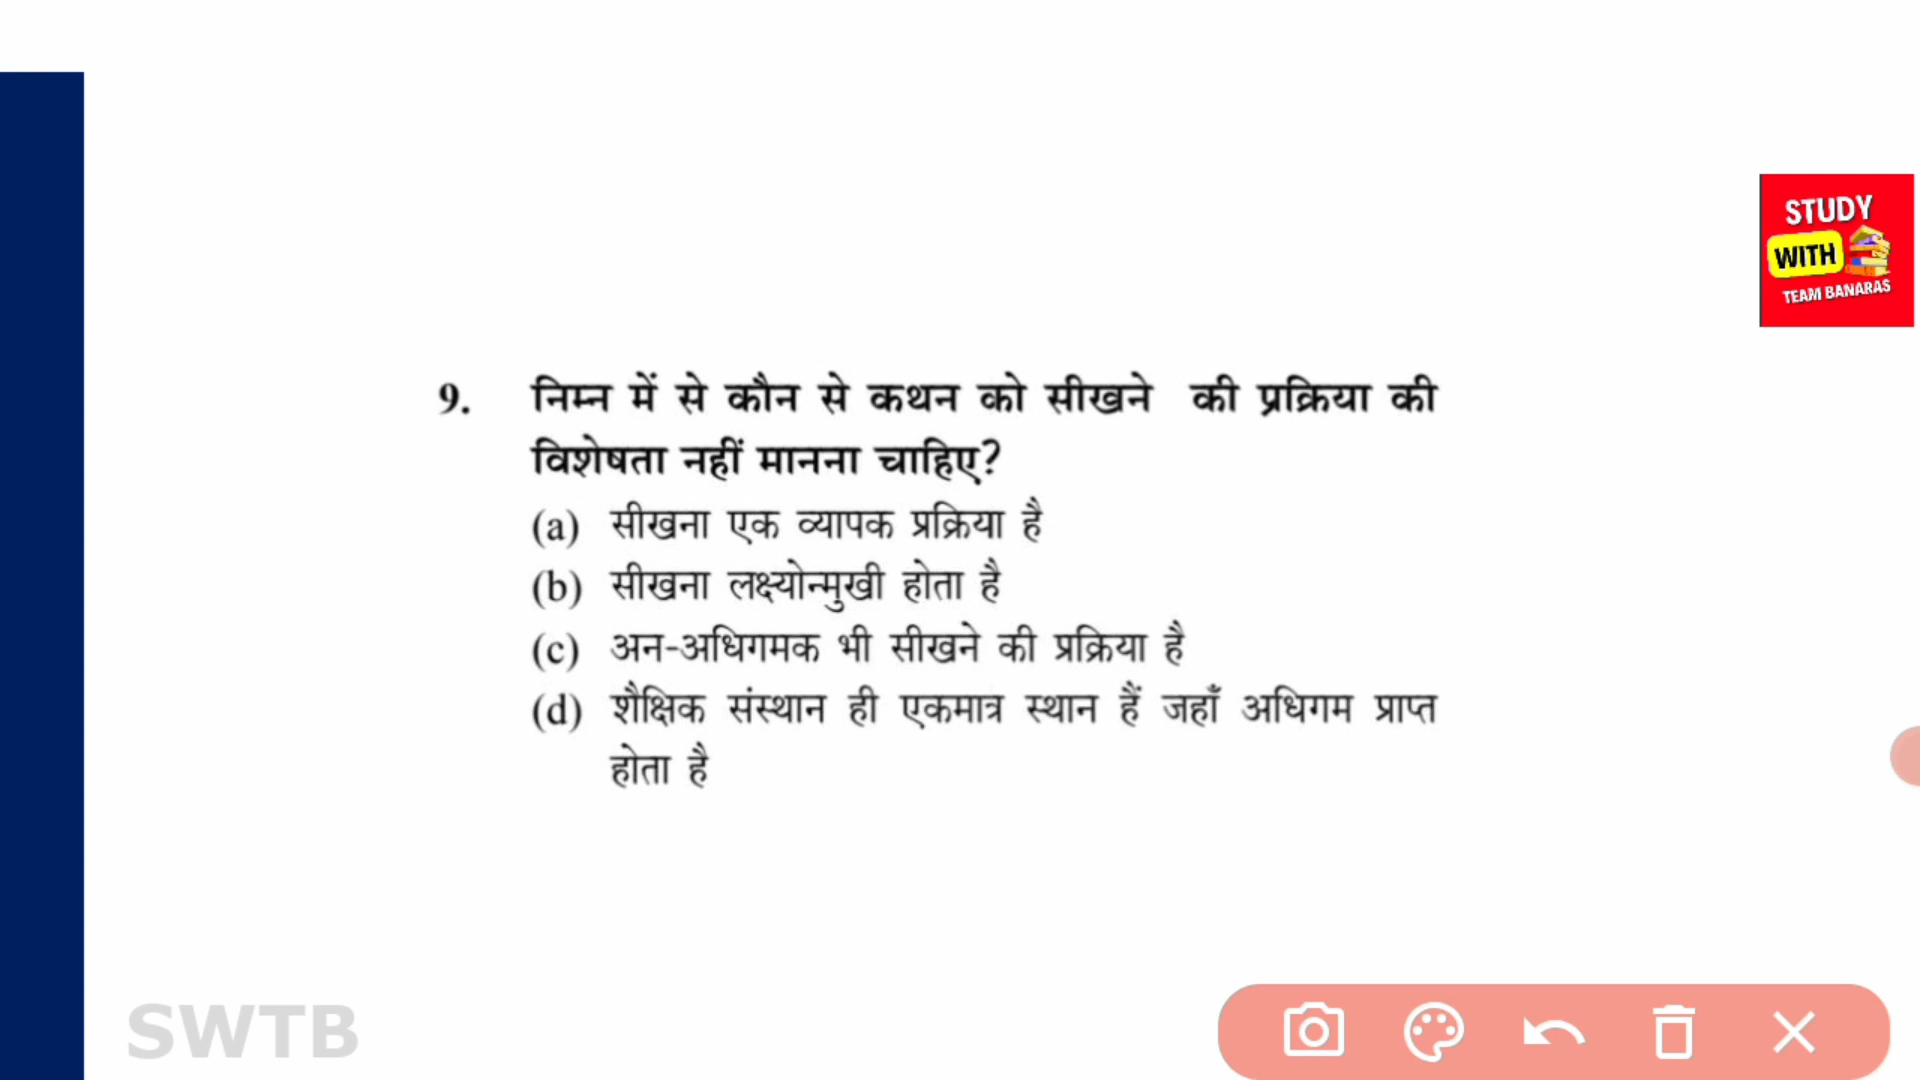 STUDY
WITH
TEAM BANARAS
9. निम्न में से कौन से कथन को सीखने की प्रक्रिया की
विशेषता नहीं मानना चाहिए?
(a) सीखना एक व्यापक प्रक्रिया है
(b) सीखना लक्ष्योन्मुखी होता है
(c) अन-अधिगमक भी सीखने की प्रक्रिया है
(d) शैक्षिक संस्थान ही एकमात्र स्थान हैं जहाँ अधिगम प्राप्त
होता है
SWTB